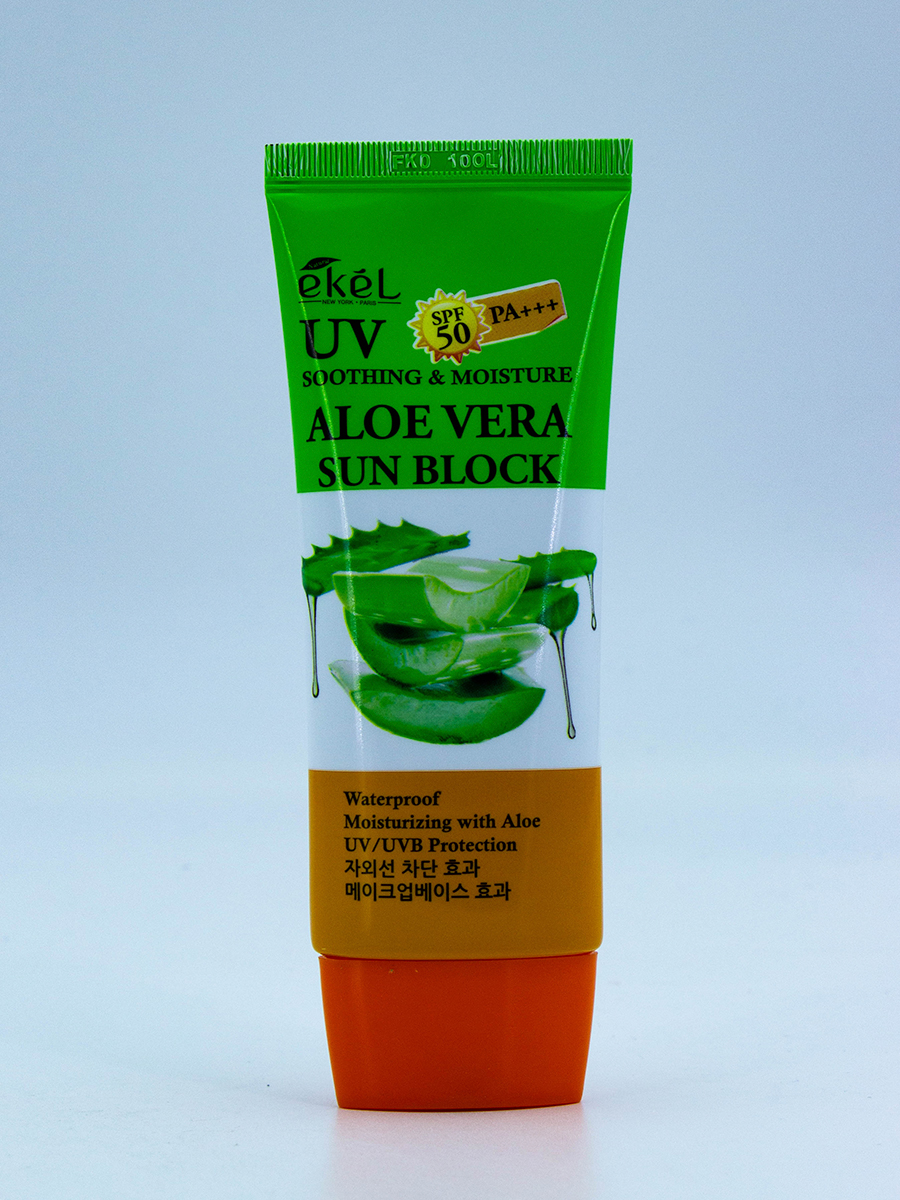 FKD 100L
ekéL
NEW YORK - PARIS
SPF
50
PA+++
UV
SOOTHING & MOISTURE
ALOE VERA
SUN BLOCK
Waterproof
Moisturizing with Aloe
UV/UVB Protection
자외선 차단 효과
메이크업베이스 효과